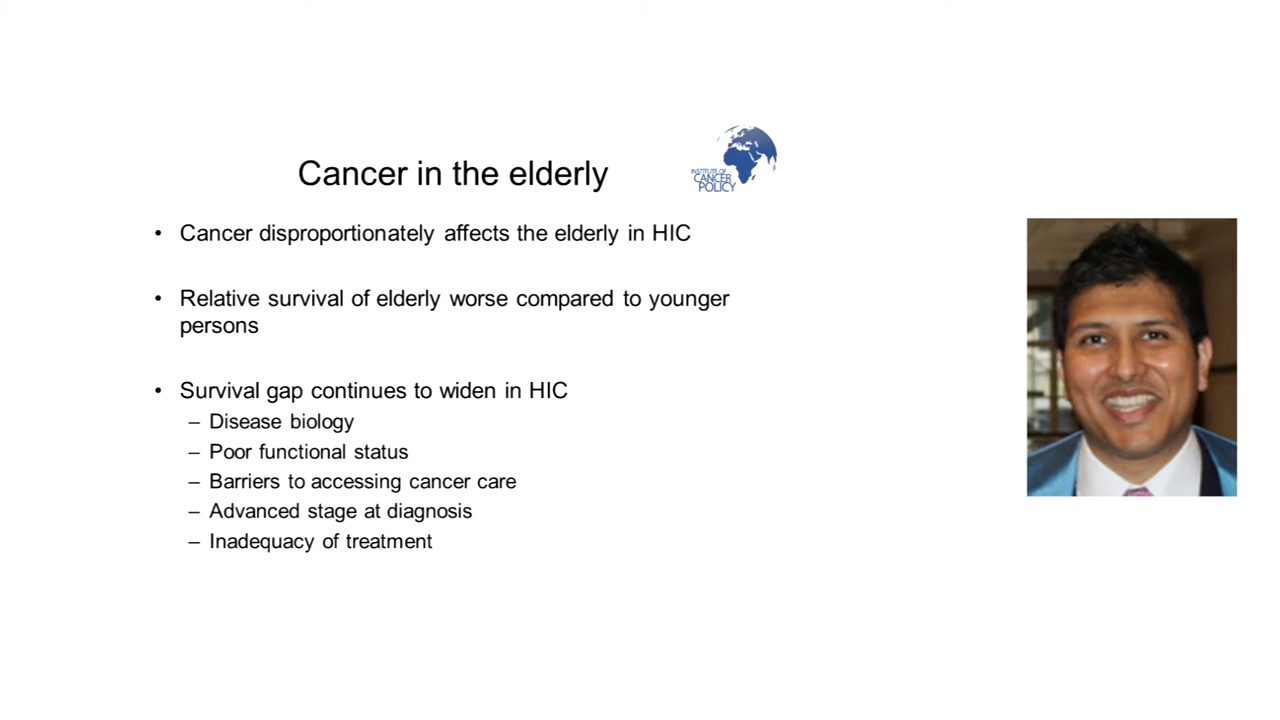 Cancer in the elderly
INSTITUTE OF
CANCER
POLICY
• Cancer disproportionately affects the elderly in HIC
• Relative survival of elderly worse compared to younger
persons
• Survival gap continues to widen in HIC
– Disease biology
– Poor functional status
– Barriers to accessing cancer care
– Advanced stage at diagnosis
– Inadequacy of treatment